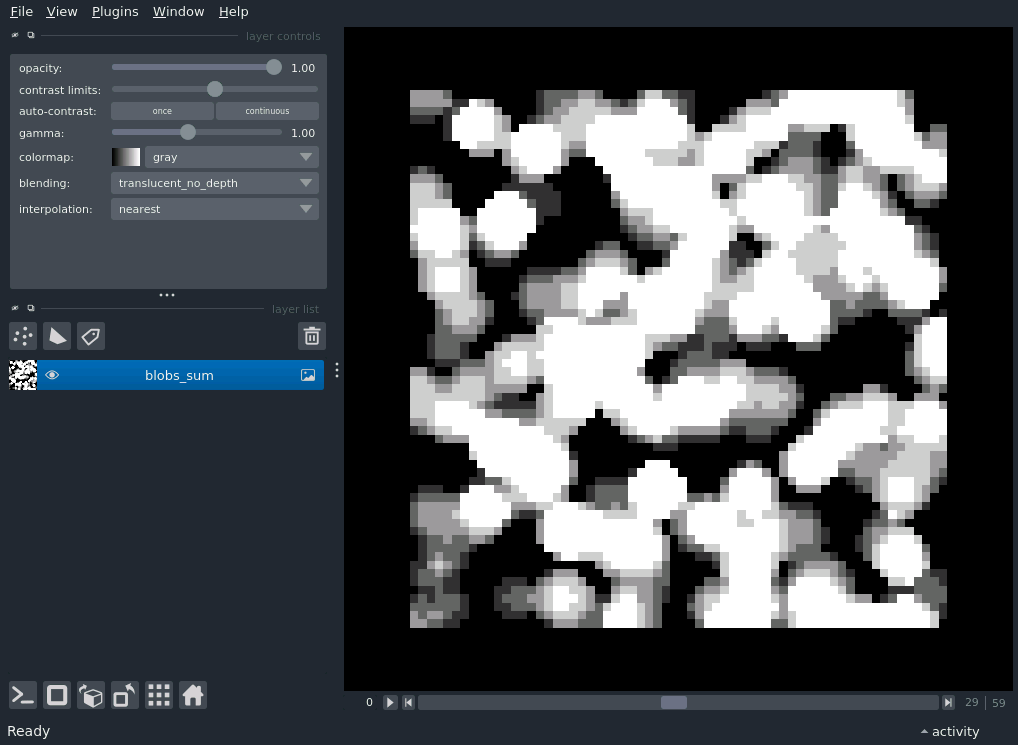 File View Plugins Window Help
layer controls
opacity: 1.00
contrast limits:
auto-contrast: once continuous
gamma: 1.00
colormap: gray
blending: translucent_no_depth
interpolation: nearest
layer list
blobs_sum
0 29 59
Ready activity